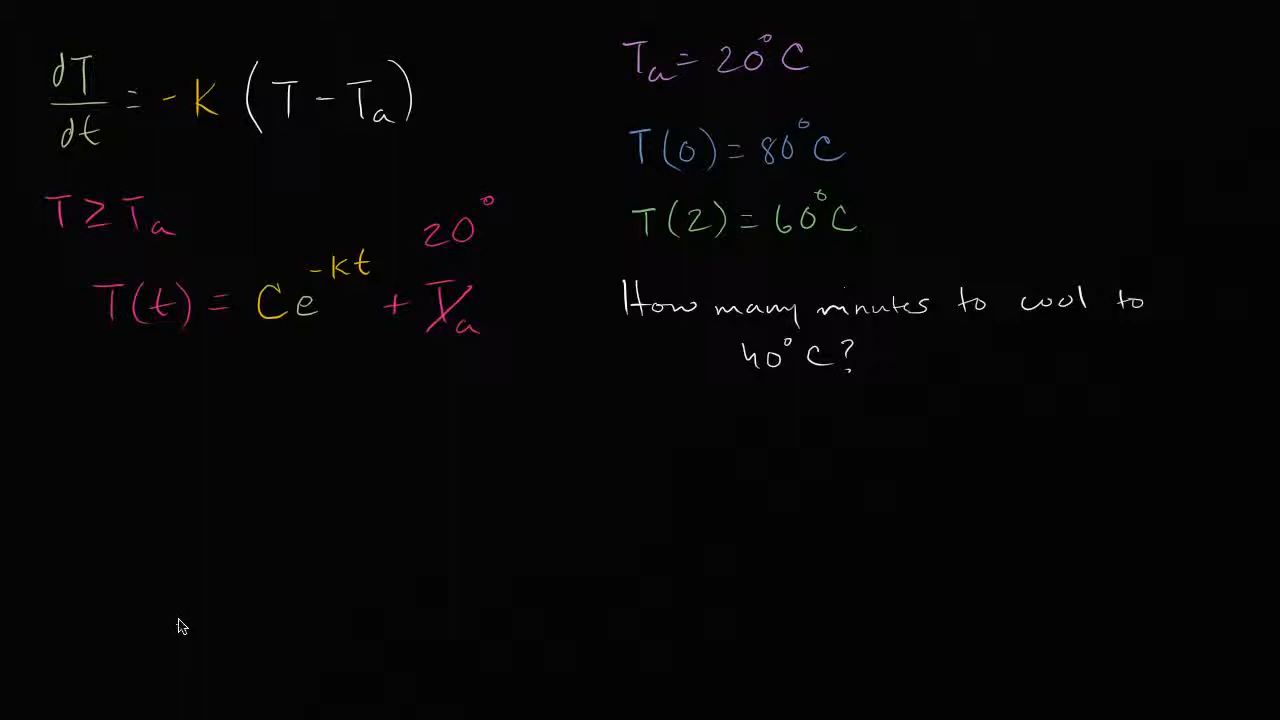 dT/dt = -k (T - Ta)
T ≥ Ta
20°
T(t) = Ce^-kt + Ta
Ta = 20°C
T(0) = 80°C
T(2) = 60°C
How many minutes to cool to
40°C?